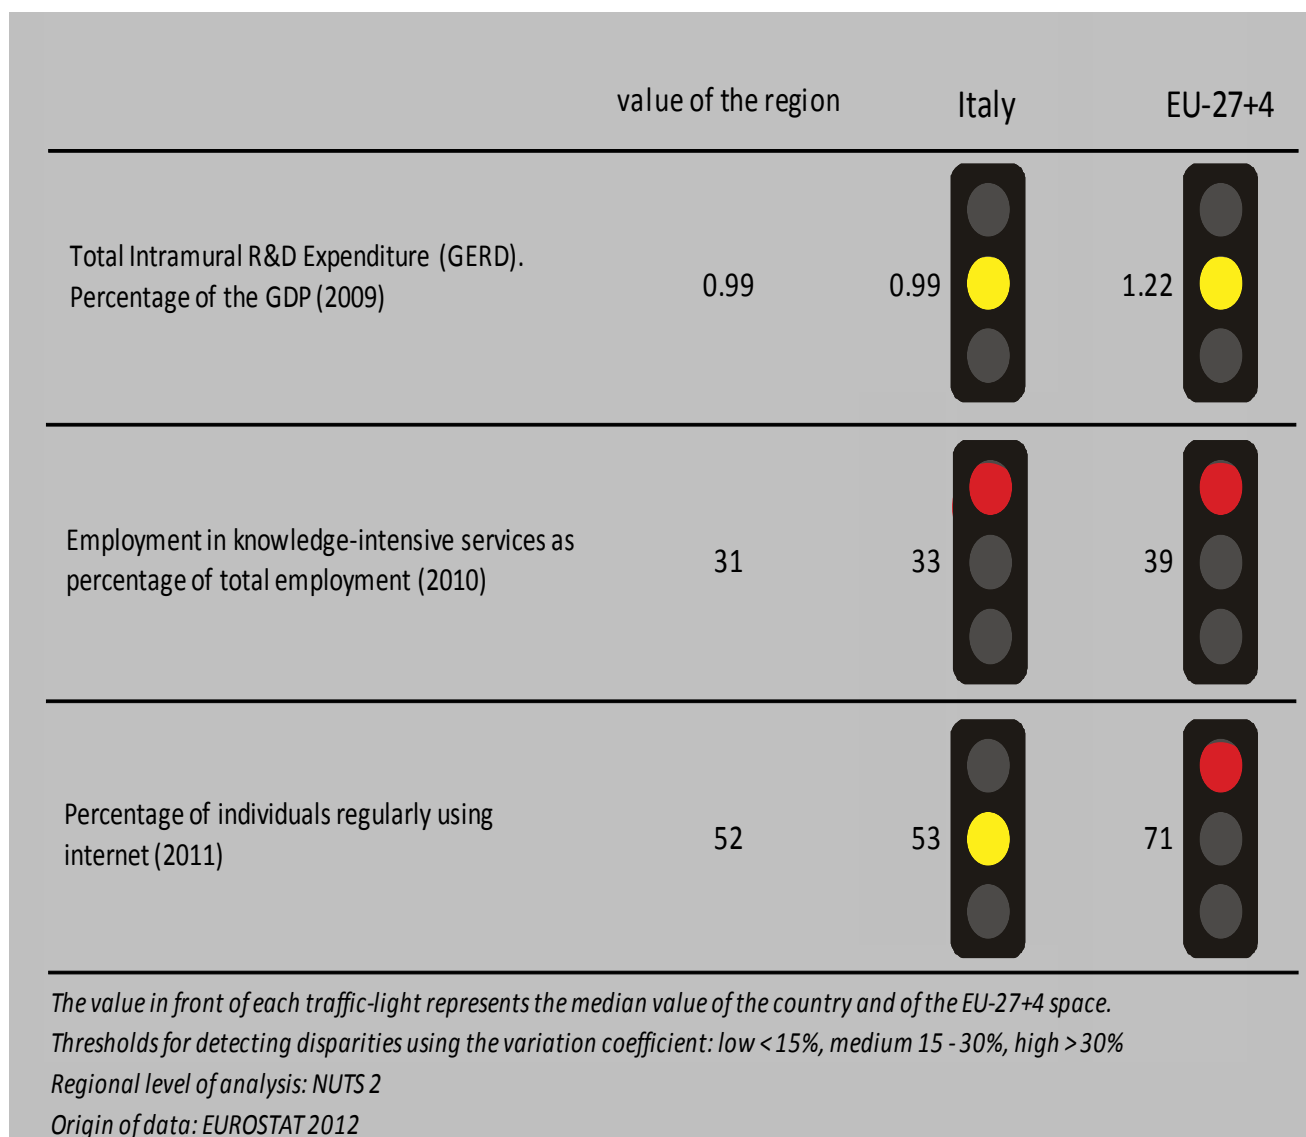 value of the region Italy EU-27+4
Total Intramural R&D Expenditure (GERD).
Percentage of the GDP (2009)
0.99 0.99 1.22
Employment in knowledge-intensive services as
percentage of total employment (2010)
31 33 39
Percentage of individuals regularly using
internet (2011)
52 53 71
The value in front of each traffic-light represents the median value of the country and of the EU-27+4 space.
Thresholds for detecting disparities using the variation coefficient: low < 15%, medium 15 - 30%, high > 30%
Regional level of analysis: NUTS 2
Origin of data: EUROSTAT 2012